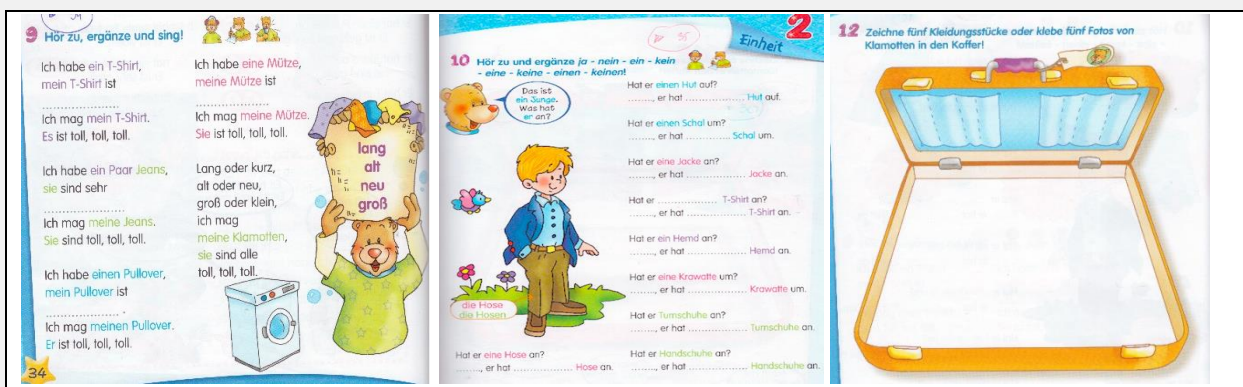 9 Hör zu, ergänze und sing!
Ich habe ein T-Shirt,
mein T-Shirt ist
....................
Ich mag mein T-Shirt.
Es ist toll, toll, toll.
Ich habe ein Paar Jeans,
sie sind sehr
....................
Ich mag meine Jeans.
Sie sind toll, toll, toll.
Ich habe einen Pullover,
mein Pullover ist
.................... .
Ich mag meinen Pullover.
Er ist toll, toll, toll.
34
Ich habe eine Mütze,
meine Mütze ist
....................
Ich mag meine Mütze.
Sie ist toll, toll, toll.
Lang oder kurz,
alt oder neu,
groß oder klein,
ich mag
meine Klamotten,
sie sind alle
toll, toll, toll.
lang
alt
neu
groß
2
Einheit
10 Hör zu und ergänze ja - nein - ein - kein
- eine - keine - einen - keinen!
Das ist
ein Junge.
Was hat
er an?
die Hose
die Hosen
Hat er eine Hose an?
........, er hat .................... Hose an.
Hat er einen Hut auf?
........, er hat .................... Hut auf.
Hat er einen Schal um?
........, er hat .................... Schal um.
Hat er eine Jacke an?
........, er hat .................... Jacke an.
Hat er .................... T-Shirt an?
........, er hat .................... T-Shirt an.
Hat er ein Hemd an?
........, er hat .................... Hemd an.
Hat er eine Krawatte um?
........, er hat .................... Krawatte um.
Hat er Turnschuhe an?
........, er hat .................... Turnschuhe an.
Hat er Handschuhe an?
........, er hat .................... Handschuhe an.
12 Zeichne fünf Kleidungsstücke oder klebe fünf Fotos von
Klamotten in den Koffer!